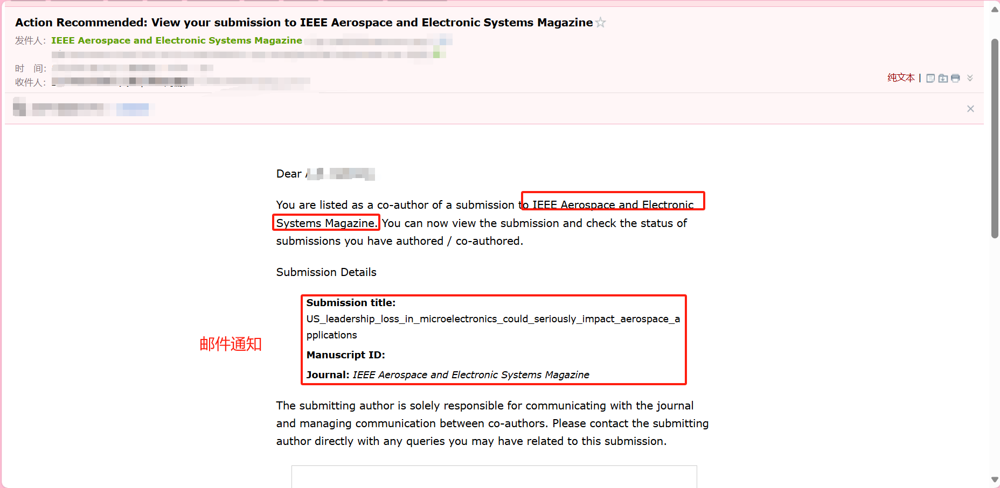 Action Recommended: View your submission to IEEE Aerospace and Electronic Systems Magazine
发件人： IEEE Aerospace and Electronic Systems Magazine
时 间：
收件人：
纯文本 |
Dear
You are listed as a co-author of a submission to IEEE Aerospace and Electronic
Systems Magazine. You can now view the submission and check the status of
submissions you have authored / co-authored.
Submission Details
Submission title:
US_leadership_loss_in_microelectronics_could_seriously_impact_aerospace_a
pplications
邮件通知
Manuscript ID:
Journal: IEEE Aerospace and Electronic Systems Magazine
The submitting author is solely responsible for communicating with the journal
and managing communication between co-authors. Please contact the submitting
author directly with any queries you may have related to this submission.